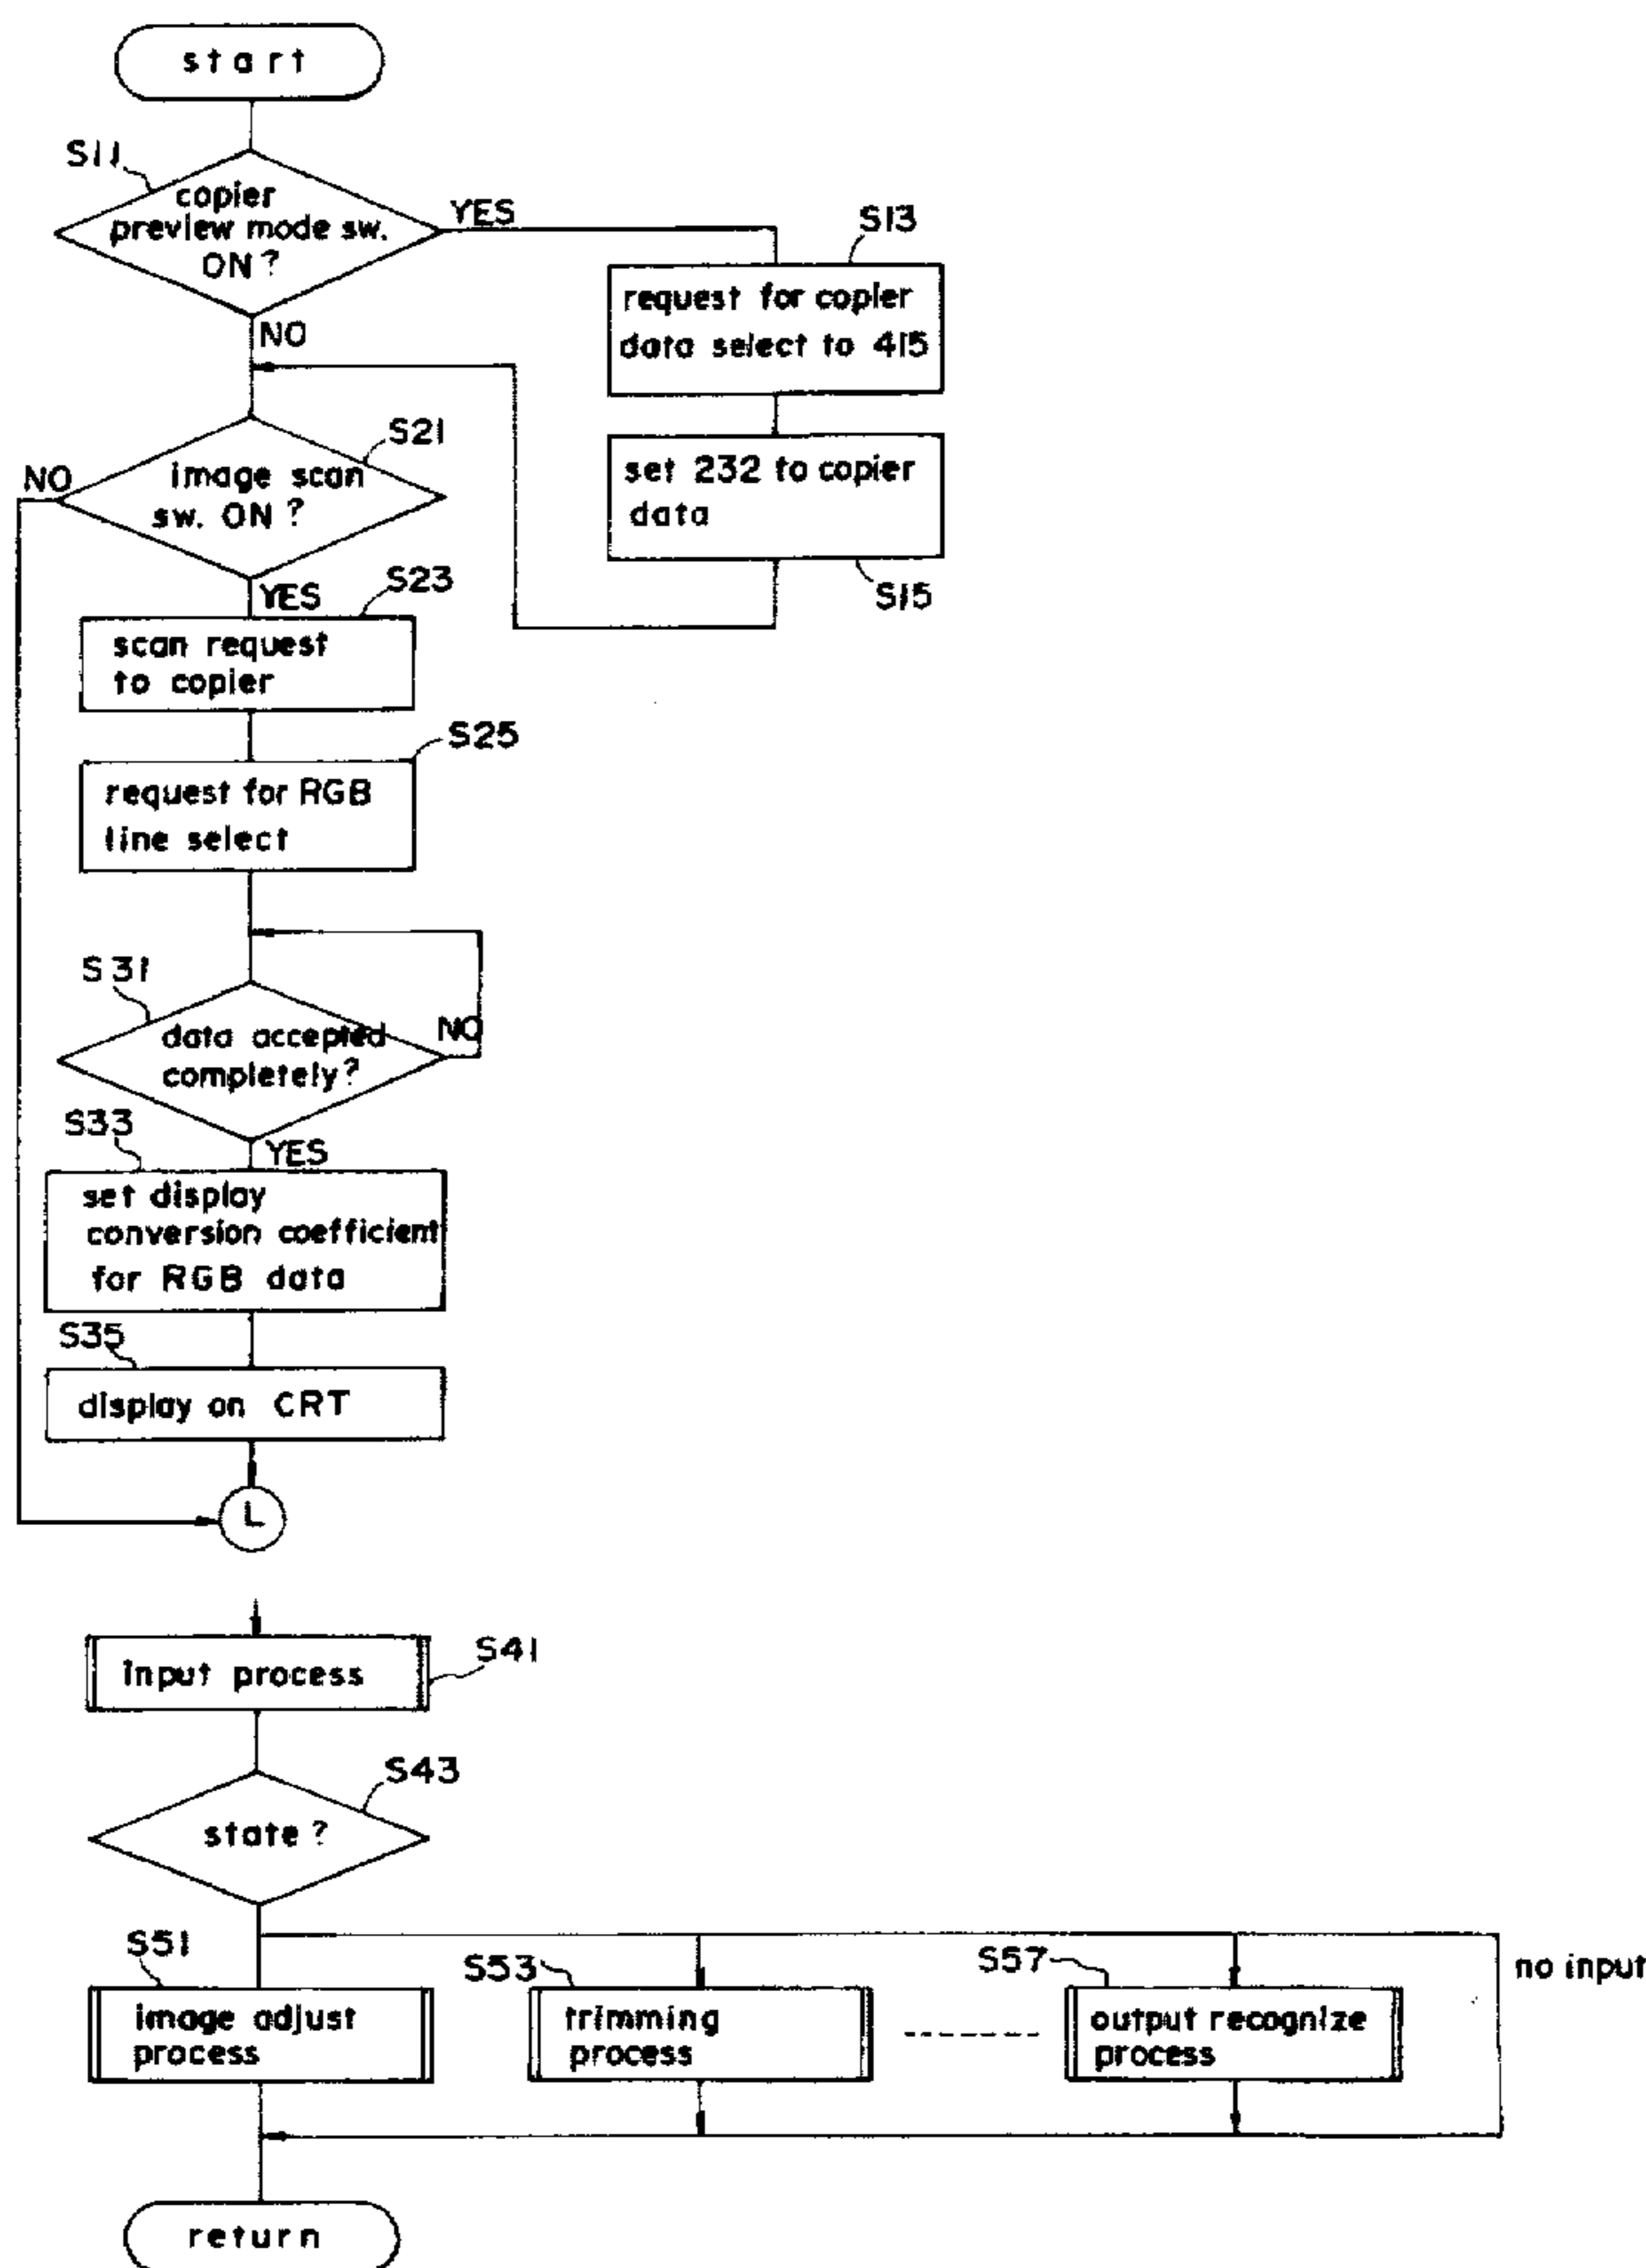 start
S11
copier
preview mode sw.
ON?
YES
NO
S13
request for copier
data select to 415
set 232 to copier
data
S15
S21
image scan
sw. ON?
NO
YES
S23
scan request
to copier
S25
request for RGB
line select
S31
data accepted
completely?
NO
YES
S33
set display
conversion coefficient
for RGB data
S35
display on CRT
L
input process
S41
S43
state?
S51
image adjust
process
S53
trimming
process
S57
output recognize
process
no input
return